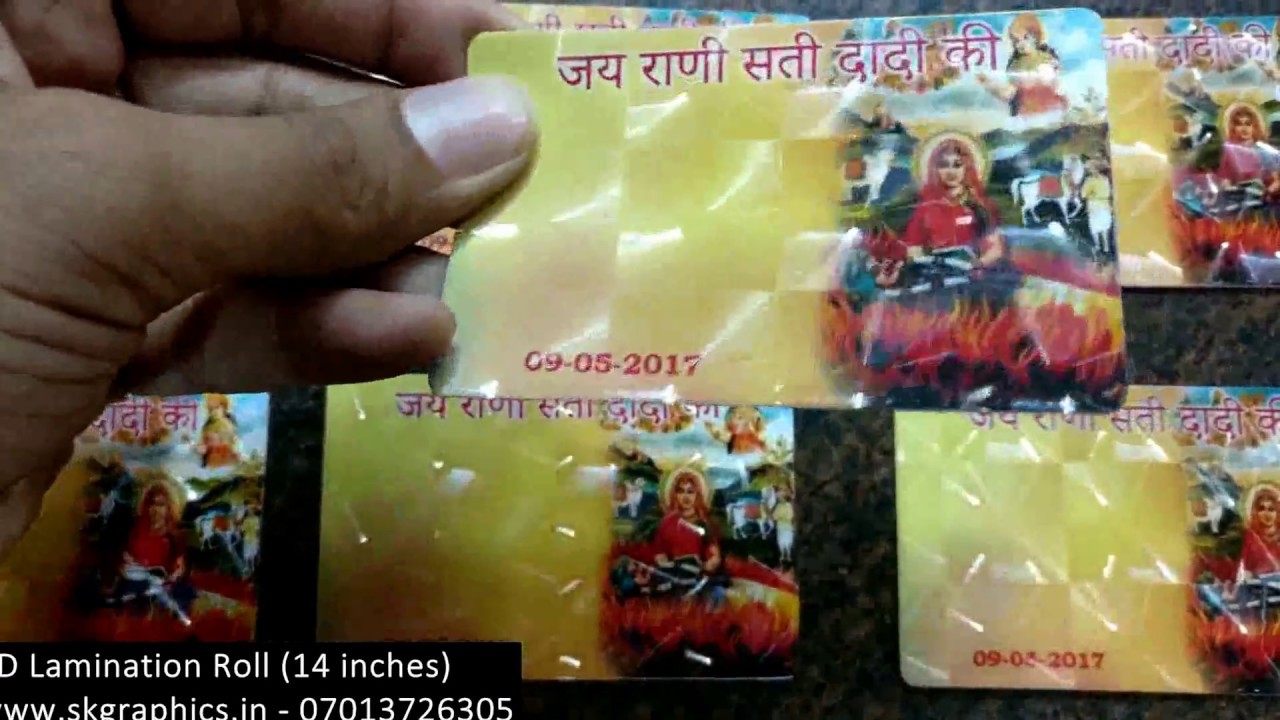 जय राणी सती दादी की
सती दादी की
09-05-2017
दादी की
जय राणी सती दादी की
जय राणी सती दादी की
09-05-2017
D Lamination Roll (14 inches)
www.skgraphics.in - 07013726305